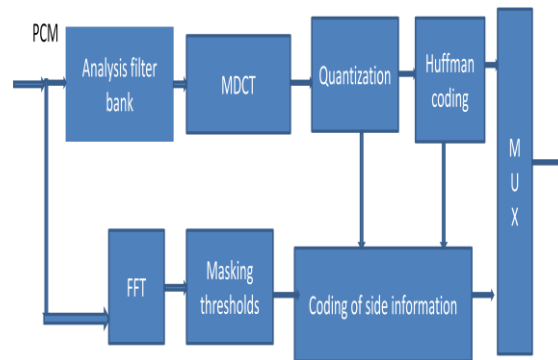 PCM
Analysis filter
bank
MDCT
Quantization
Huffman
coding
M
U
X
FFT
Masking
thresholds
Coding of side information